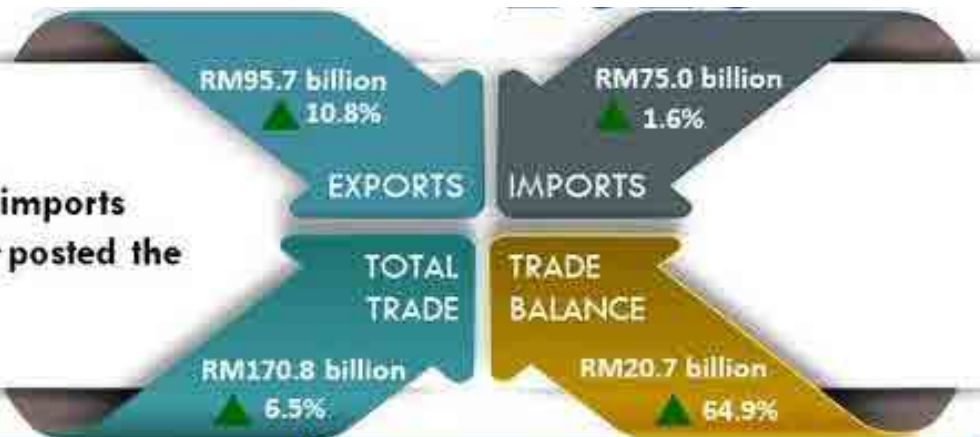 RM95.7 billion
10.8%
EXPORTS
RM75.0 billion
1.6%
IMPORTS
imports
posted the
TOTAL
TRADE
RM170.8 billion
6.5%
TRADE
BALANCE
RM20.7 billion
64.9%